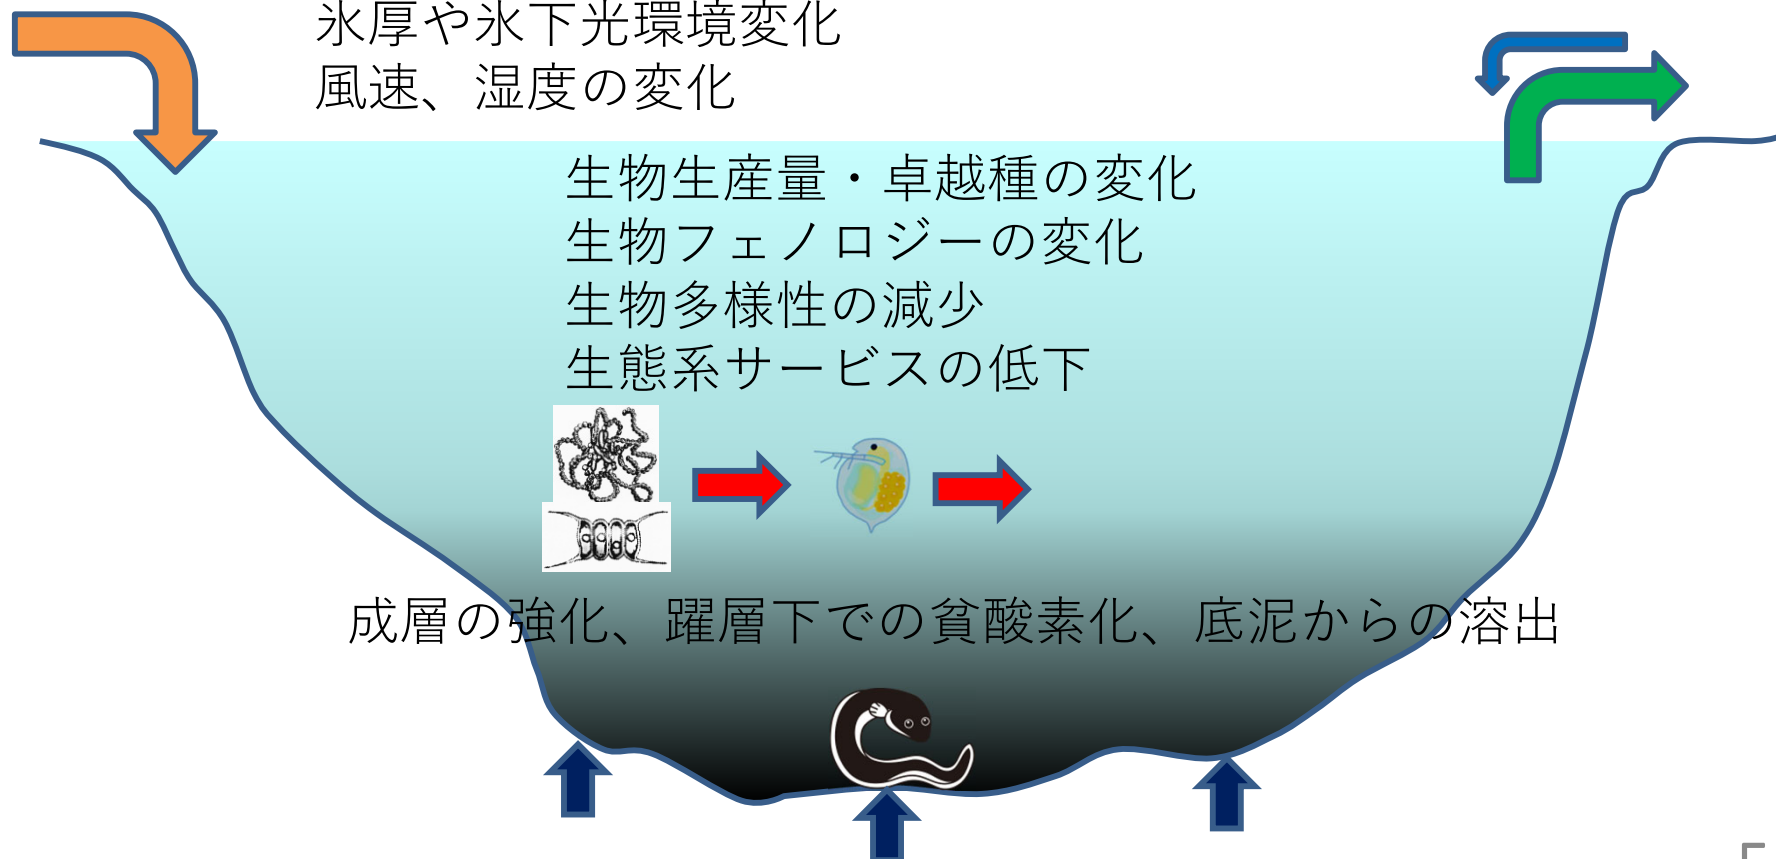 氷厚や氷下光環境変化
風速、湿度の変化
生物生産量・卓越種の変化
生物フェノロジーの変化
生物多様性の減少
生態系サービスの低下
成層の強化、躍層下での貧酸素化、底泥からの溶出